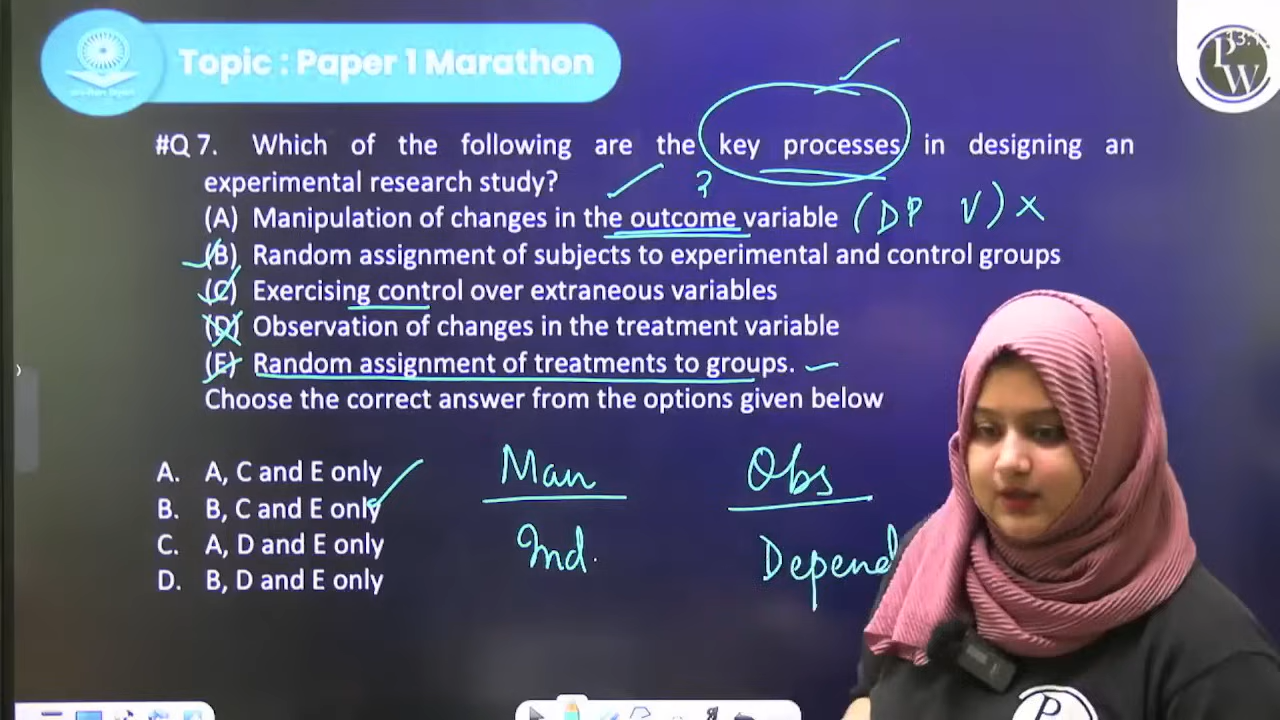 Topic : Paper 1 Marathon
#Q 7. Which of the following are the key processes in designing an
experimental research study?
(A) Manipulation of changes in the outcome variable (DP V) x
(B) Random assignment of subjects to experimental and control groups
(C) Exercising control over extraneous variables
(D) Observation of changes in the treatment variable
(E) Random assignment of treatments to groups.
Choose the correct answer from the options given below
A. A, C and E only
B. B, C and E only
C. A, D and E only
D. B, D and E only
Man Obs
Ind. Depend
PW
P